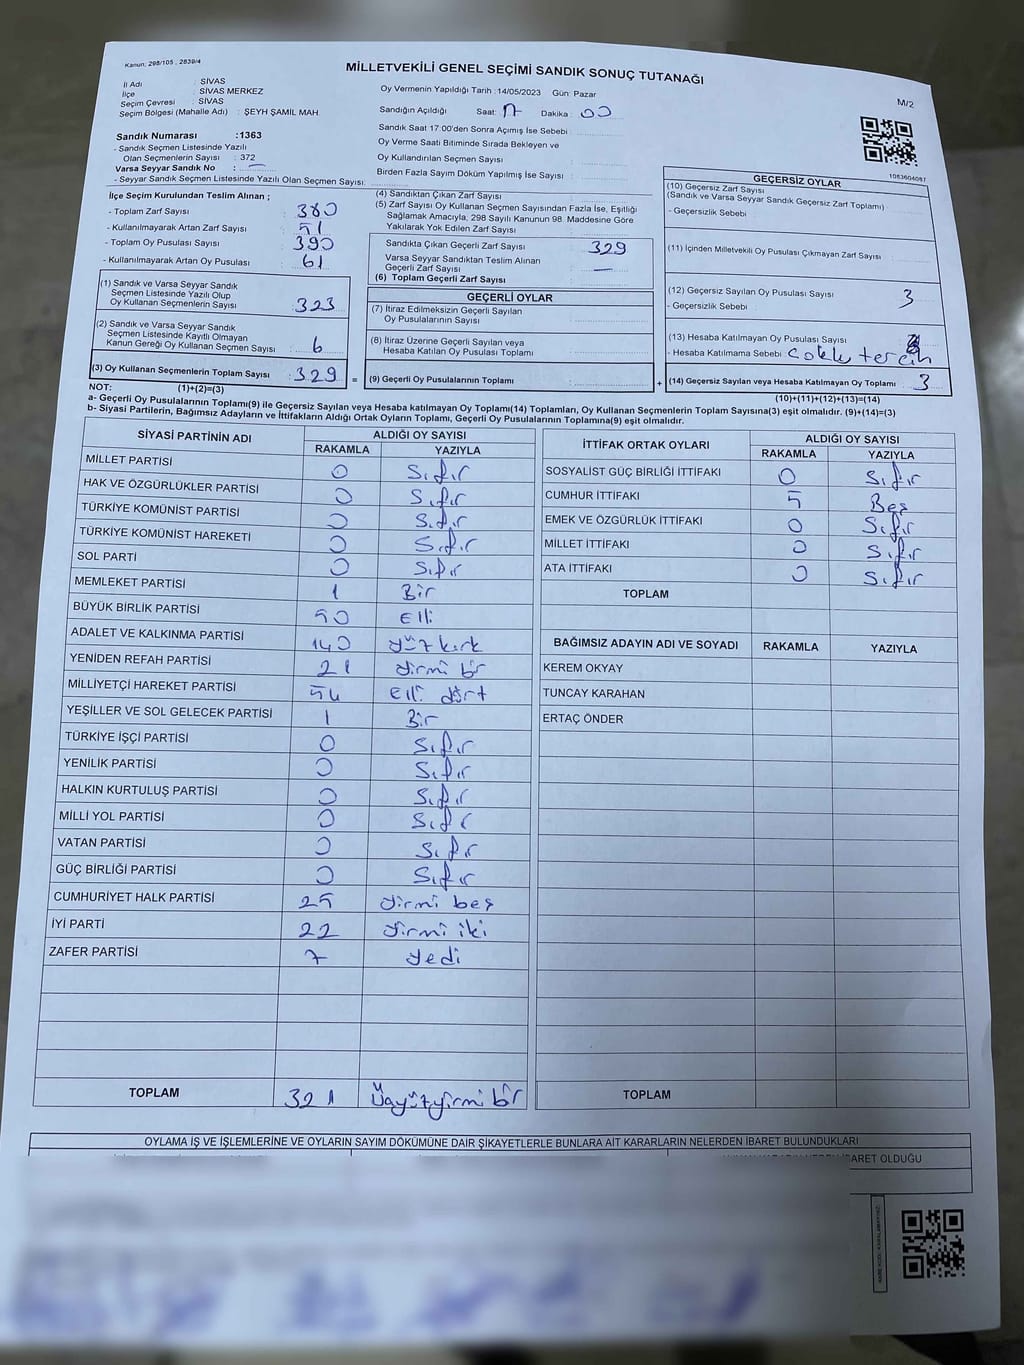 Kanun: 298/105 , 2839/4
MİLLETVEKİLİ GENEL SEÇİMİ SANDIK SONUÇ TUTANAĞI
M/2
İl Adı : SİVAS
İlçe : SİVAS MERKEZ
Seçim Çevresi : SİVAS
Seçim Bölgesi (Mahalle Adı) : ŞEYH ŞAMİL MAH.
Sandık Numarası :1363
- Sandık Seçmen Listesinde Yazılı
Olan Seçmenlerin Sayısı : 372
Varsa Seyyar Sandık No : —
- Seyyar Sandık Seçmen Listesinde Yazılı Olan Seçmen Sayısı:
Oy Vermenin Yapıldığı Tarih :14/05/2023 Gün: Pazar
Sandığın Açıldığı Saat: 17 Dakika : 00
Sandık Saat 17:00'den Sonra Açılmış İse Sebebi :
Oy Verme Saati Bitiminde Sırada Bekleyen ve
Oy Kullandırılan Seçmen Sayısı :
Birden Fazla Sayım Döküm Yapılmış İse Sayısı :
1083604087
İlçe Seçim Kurulundan Teslim Alınan ;
- Toplam Zarf Sayısı : 380
- Kullanılmayarak Artan Zarf Sayısı : 51
- Toplam Oy Pusulası Sayısı : 390
- Kullanılmayarak Artan Oy Pusulası : 61
(1) Sandık ve Varsa Seyyar Sandık
Seçmen Listesinde Yazılı Olup
Oy Kullanan Seçmenlerin Sayısı : 323
(2) Sandık ve Varsa Seyyar Sandık
Seçmen Listesinde Kayıtlı Olmayan
Kanun Gereği Oy Kullanan Seçmen Sayısı : 6
(3) Oy Kullanan Seçmenlerin Toplam Sayısı : 329
(1)+(2)=(3)
(4) Sandıktan Çıkan Zarf Sayısı :
(5) Zarf Sayısı Oy Kullanan Seçmen Sayısından Fazla İse, Eşitliği
Sağlamak Amacıyla, 298 Sayılı Kanunun 98. Maddesine Göre
Yakılarak Yok Edilen Zarf Sayısı :
Sandıkta Çıkan Geçerli Zarf Sayısı : 329
Varsa Seyyar Sandıktan Teslim Alınan
Geçerli Zarf Sayısı : —
(6) Toplam Geçerli Zarf Sayısı :
GEÇERLİ OYLAR
(7) İtiraz Edilmeksizin Geçerli Sayılan
Oy Pusulalarının Sayısı :
(8) İtiraz Üzerine Geçerli Sayılan veya
Hesaba Katılan Oy Pusulası Toplamı :
= (9) Geçerli Oy Pusulalarının Toplamı :
GEÇERSİZ OYLAR
(10) Geçersiz Zarf Sayısı
(Sandık ve Varsa Seyyar Sandık Geçersiz Zarf Toplamı) :
- Geçersizlik Sebebi :
(11) İçinden Milletvekili Oy Pusulası Çıkmayan Zarf Sayısı :
(12) Geçersiz Sayılan Oy Pusulası Sayısı : 3
- Geçersizlik Sebebi :
(13) Hesaba Katılmayan Oy Pusulası Sayısı :
- Hesaba Katılmama Sebebi : Çoklu tercih
+ (14) Geçersiz Sayılan veya Hesaba Katılmayan Oy Toplamı : 3
(10)+(11)+(12)+(13)=(14)
NOT:
a- Geçerli Oy Pusulalarının Toplamı(9) ile Geçersiz Sayılan veya Hesaba katılmayan Oy Toplamı(14) Toplamları, Oy Kullanan Seçmenlerin Toplam Sayısına(3) eşit olmalıdır. (9)+(14)=(3)
b- Siyasi Partilerin, Bağımsız Adayların ve İttifakların Aldığı Ortak Oyların Toplamı, Geçerli Oy Pusulalarının Toplamına(9) eşit olmalıdır.
SİYASİ PARTİNİN ADI ALDIĞI OY SAYISI
RAKAMLA YAZIYLA
MİLLET PARTİSİ 0 Sıfır
HAK VE ÖZGÜRLÜKLER PARTİSİ 0 Sıfır
TÜRKİYE KOMÜNİST PARTİSİ 0 Sıfır
TÜRKİYE KOMÜNİST HAREKETİ 0 Sıfır
SOL PARTİ 0 Sıfır
MEMLEKET PARTİSİ 1 Bir
BÜYÜK BİRLİK PARTİSİ 50 Elli
ADALET VE KALKINMA PARTİSİ 140 Yüz kırk
YENİDEN REFAH PARTİSİ 21 Yirmi bir
MİLLİYETÇİ HAREKET PARTİSİ 54 Elli dört
YEŞİLLER VE SOL GELECEK PARTİSİ 1 Bir
TÜRKİYE İŞÇİ PARTİSİ 0 Sıfır
YENİLİK PARTİSİ 0 Sıfır
HALKIN KURTULUŞ PARTİSİ 0 Sıfır
MİLLİ YOL PARTİSİ 0 Sıfır
VATAN PARTİSİ 0 Sıfır
GÜÇ BİRLİĞİ PARTİSİ 0 Sıfır
CUMHURİYET HALK PARTİSİ 25 Yirmi beş
İYİ PARTİ 22 Yirmi iki
ZAFER PARTİSİ 7 Yedi
TOPLAM 321 Üçyüzyirmi bir
İTTİFAK ORTAK OYLARI ALDIĞI OY SAYISI
RAKAMLA YAZIYLA
SOSYALİST GÜÇ BİRLİĞİ İTTİFAKI 0 Sıfır
CUMHUR İTTİFAKI 5 Beş
EMEK VE ÖZGÜRLÜK İTTİFAKI 0 Sıfır
MİLLET İTTİFAKI 0 Sıfır
ATA İTTİFAKI 0 Sıfır
TOPLAM
BAĞIMSIZ ADAYIN ADI VE SOYADI RAKAMLA YAZIYLA
KEREM OKYAY
TUNCAY KARAHAN
ERTAÇ ÖNDER
TOPLAM
OYLAMA İŞ VE İŞLEMLERİNE VE OYLARIN SAYIM DÖKÜMÜNE DAİR ŞİKAYETLERLE BUNLARA AİT KARARLARIN NELERDEN İBARET BULUNDUKLARI
İBARET OLDUĞU